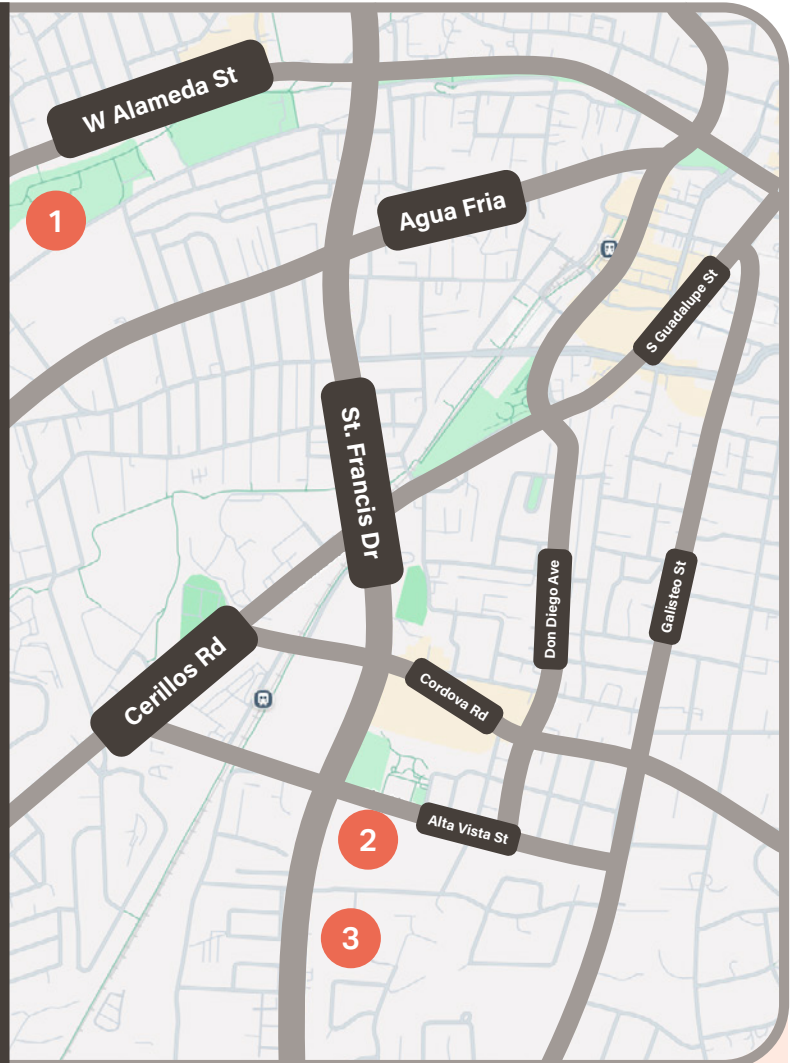 W Alameda St
1
Agua Fria
S Guadalupe St
St. Francis Dr
Don Diego Ave
Galisteo St
Cerillos Rd
Cordova Rd
Alta Vista St
2
3